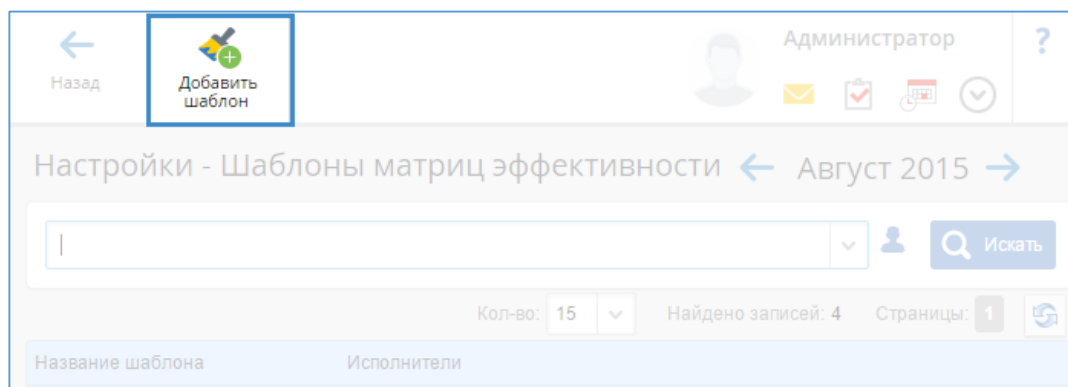 Администратор
?
Назад
Добавить
шаблон
Настройки - Шаблоны матриц эффективности Август 2015
Искать
Кол-во: 15 Найдено записей: 4 Страницы: 1
Название шаблона Исполнители